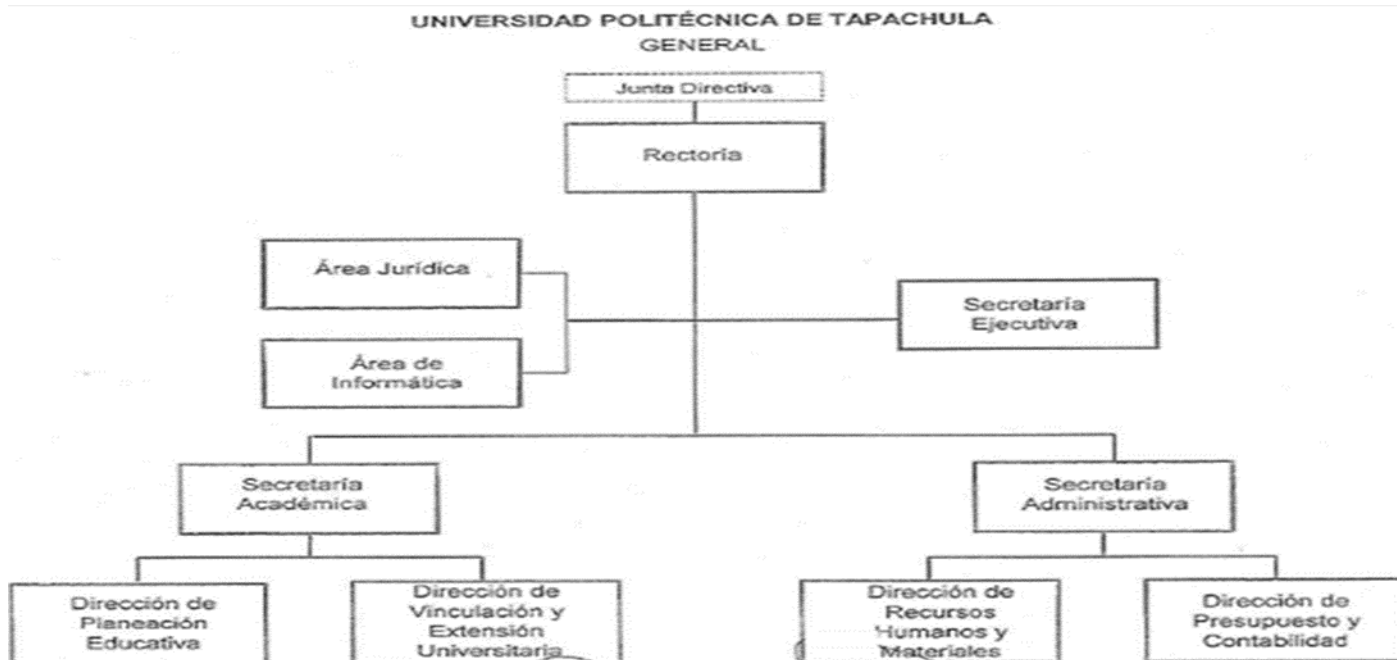 UNIVERSIDAD POLITÉCNICA DE TAPACHULA
GENERAL
Junta Directiva
Rectoría
Área Jurídica
Secretaría
Ejecutiva
Área de
Informática
Secretaría
Académica
Secretaría
Administrativa
Dirección de
Planeación
Educativa
Dirección de
Vinculación y
Extensión
Universitaria
Dirección de
Recursos
Humanos y
Materiales
Dirección de
Presupuesto y
Contabilidad